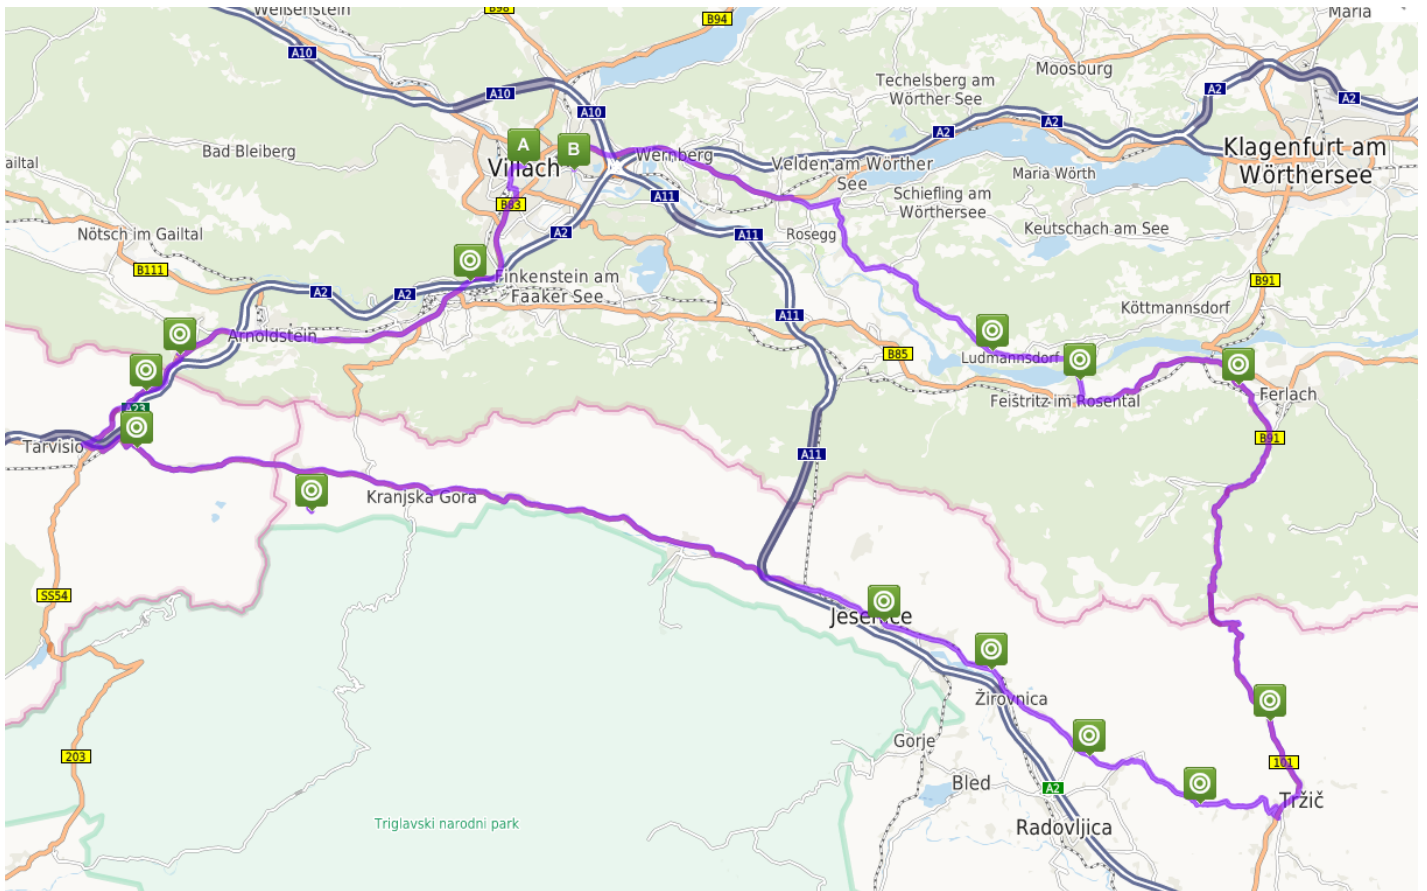 Weißenstein
B98
B94
Maria
A10
Moosburg
A2
Techelsberg am
Wörther See
A10
A2
A10
A2
A2
A2
A
B
Bad Bleiberg
Villach
Wernberg
Velden am Wörther
See
Maria Wörth
Klagenfurt am
Wörthersee
ailtal
B83
A11
Schiefling am
Wörthersee
Nötsch im Gailtal
A2
A11
Rosegg
Keutschach am See
B111
Finkenstein am
Faaker See
B91
A2
A2
A11
Köttmannsdorf
Arnoldstein
B85
Ludmannsdorf
Ferlach
Feistritz im Rosental
A23
Tarvisio
B91
A11
Kranjska Gora
SS54
Jesenice
Žirovnica
Gorje
203
101
Bled
A2
Tržič
Triglavski narodni park
Radovljica